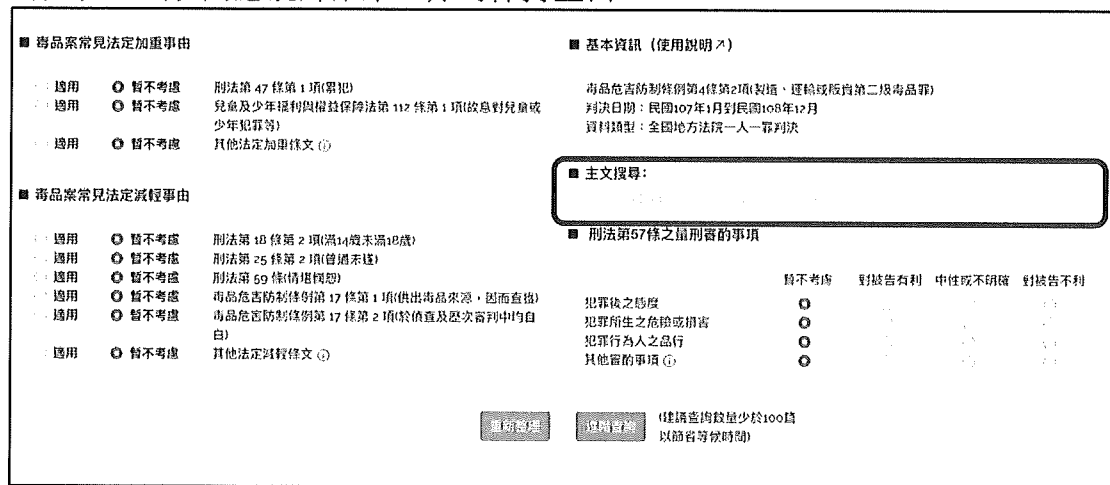 ■ 毒品案常見法定加重事由
適用 暫不考慮 刑法第 47 條第 1 項(累犯)
適用 暫不考慮 兒童及少年福利與權益保障法第 112 條第 1 項(故意對兒童或
少年犯罪等)
適用 暫不考慮 其他法定加重條文
■ 毒品案常見法定減輕事由
適用 暫不考慮 刑法第 18 條第 2 項(滿14歲未滿18歲)
適用 暫不考慮 刑法第 25 條第 2 項(普通未遂)
適用 暫不考慮 刑法第 59 條(情堪憫恕)
適用 暫不考慮 毒品危害防制條例第 17 條第 1 項(供出毒品來源，因而查獲)
適用 暫不考慮 毒品危害防制條例第 17 條第 2 項(於偵查及歷次審判中均自
白)
適用 暫不考慮 其他法定減輕條文
■ 基本資訊（使用說明↗）
毒品危害防制條例第4條第2項(製造、運輸或販賣第二級毒品罪)
判決日期：民國107年1月到民國108年12月
資料類型：全國地方法院一人一罪判決
■ 主文搜尋：
■ 刑法第57條之量刑審酌事項
暫不考慮 對被告有利 中性或不明確 對被告不利
犯罪後之態度
犯罪所生之危險或損害
犯罪行為人之品行
其他審酌事項
重新整理 進階查詢 (建議查詢數量少於100篇
以節省等候時間)